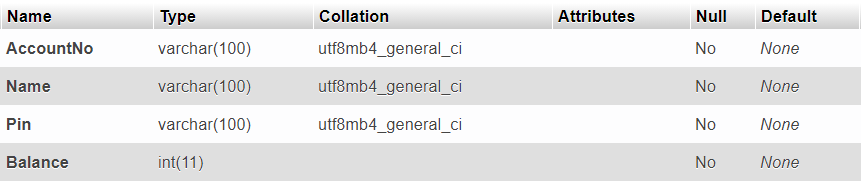 Name Type Collation Attributes Null Default
AccountNo varchar(100) utf8mb4_general_ci No None
Name varchar(100) utf8mb4_general_ci No None
Pin varchar(100) utf8mb4_general_ci No None
Balance int(11) No None